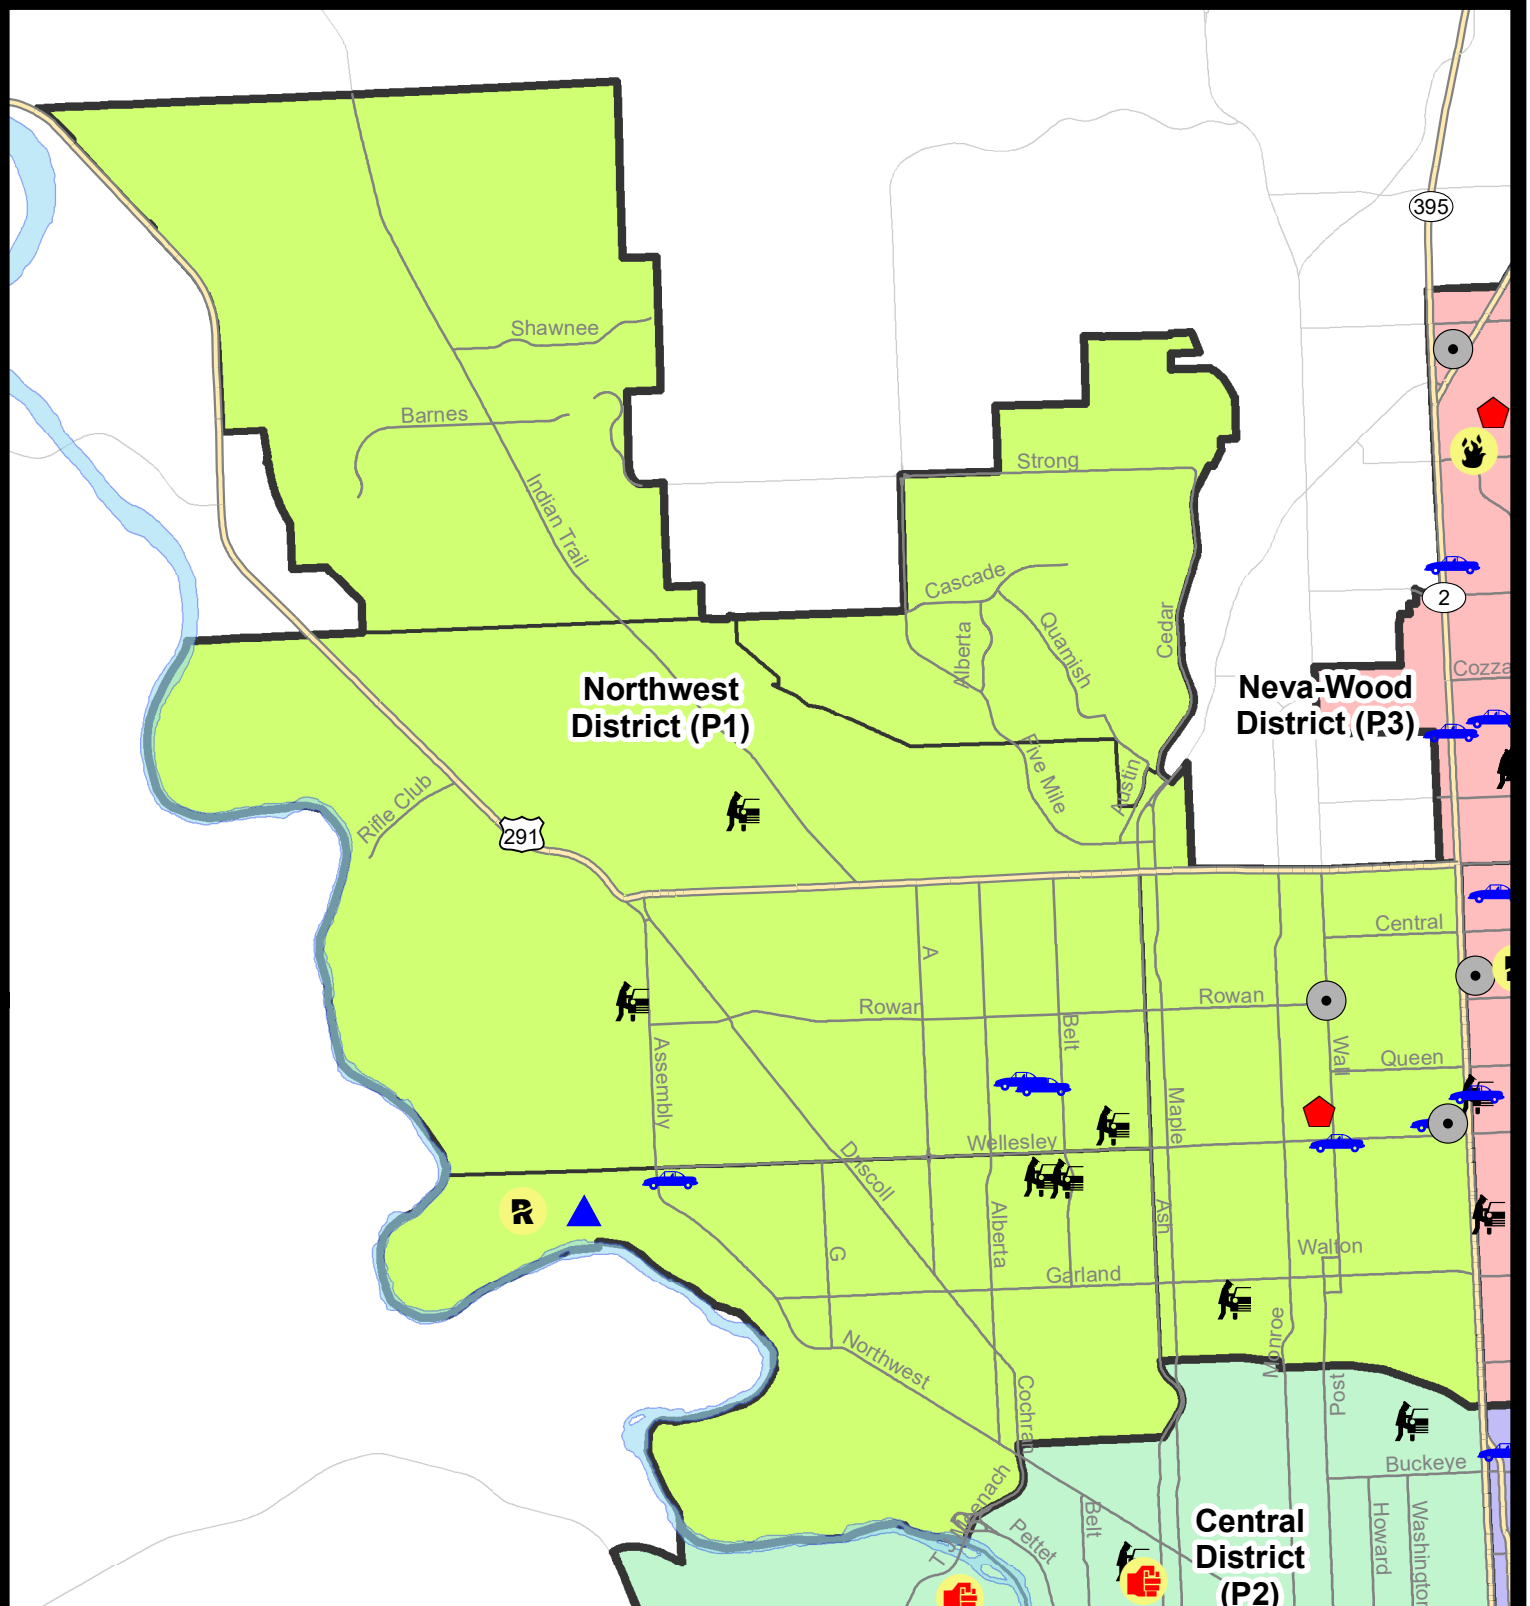 395
Shawnee
Barnes
Strong
Indian Trail
Cascade
2
Alberta
Quamish
Cedar
Cozza
Northwest
District (P1)
Neva-Wood
District (P3)
Five Mile
Austin
Rifle Club
291
Central
A
Rowan
Rowan
Belt
Wall
Queen
Assembly
Maple
Wellesley
Driscoll
Alberta
Ash
G
Walton
Garland
Monroe
Northwest
Cochran
Post
Buckeye
Pettet
Belt
Howard
Washington
Central
District
(P2)